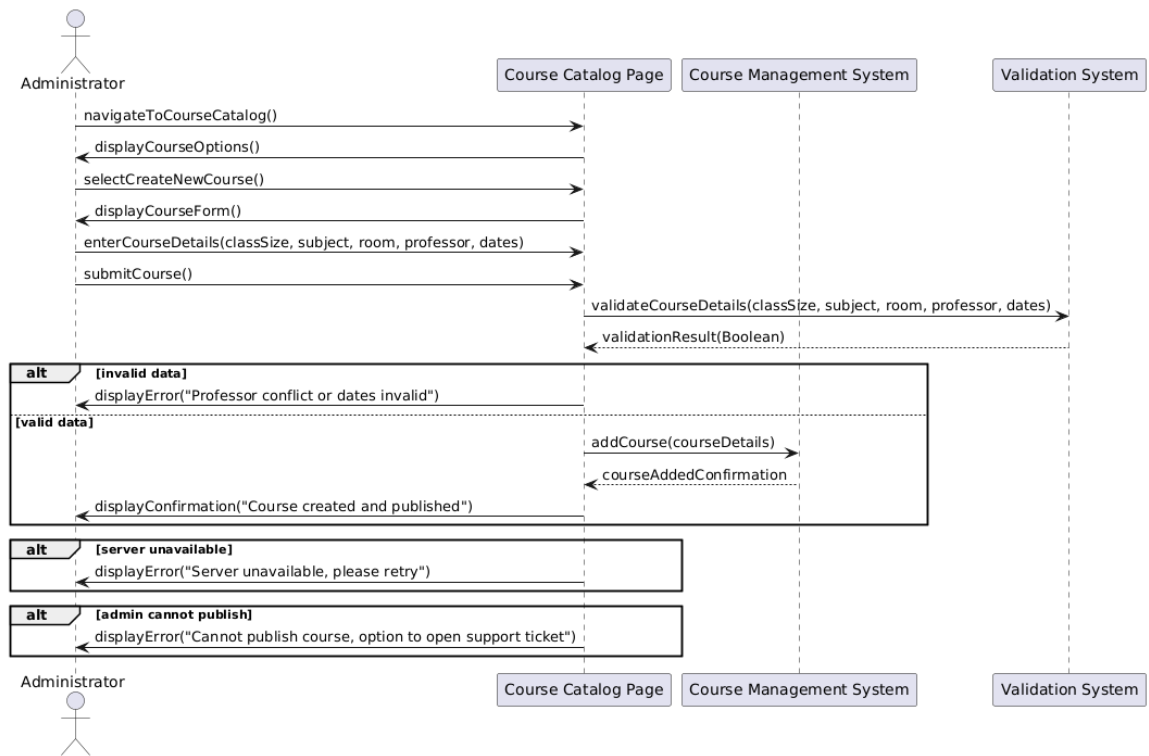 Administrator
Course Catalog Page
Course Management System
Validation System
navigateToCourseCatalog()
displayCourseOptions()
selectCreateNewCourse()
displayCourseForm()
enterCourseDetails(classSize, subject, room, professor, dates)
submitCourse()
validateCourseDetails(classSize, subject, room, professor, dates)
validationResult(Boolean)
alt [invalid data]
displayError("Professor conflict or dates invalid")
[valid data]
addCourse(courseDetails)
courseAddedConfirmation
displayConfirmation("Course created and published")
alt [server unavailable]
displayError("Server unavailable, please retry")
alt [admin cannot publish]
displayError("Cannot publish course, option to open support ticket")
Administrator
Course Catalog Page
Course Management System
Validation System